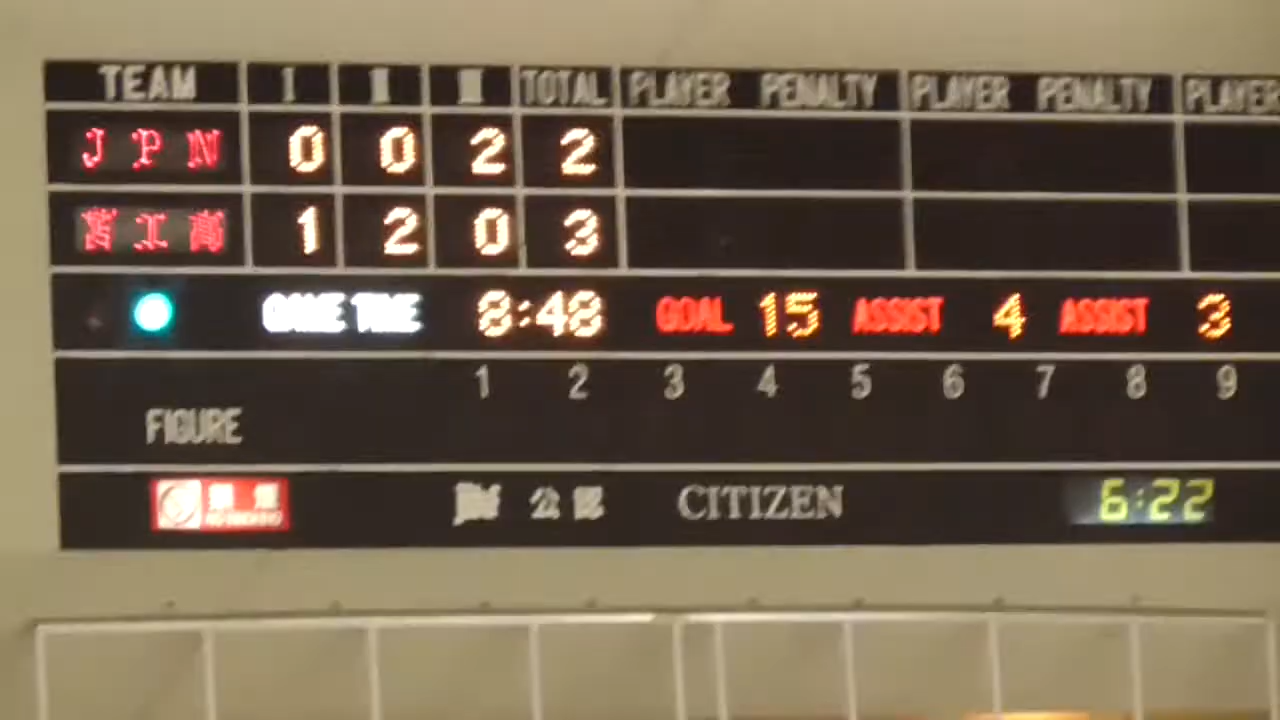 TEAM I II III TOTAL PLAYER PENALTY PLAYER PENALTY PLAYER
JPN 0 0 2 2
苫工高 1 2 0 3
GAME TIME 8:48 GOAL 15 ASSIST 4 ASSIST 3
1 2 3 4 5 6 7 8 9
FIGURE
公認 CITIZEN 6:22